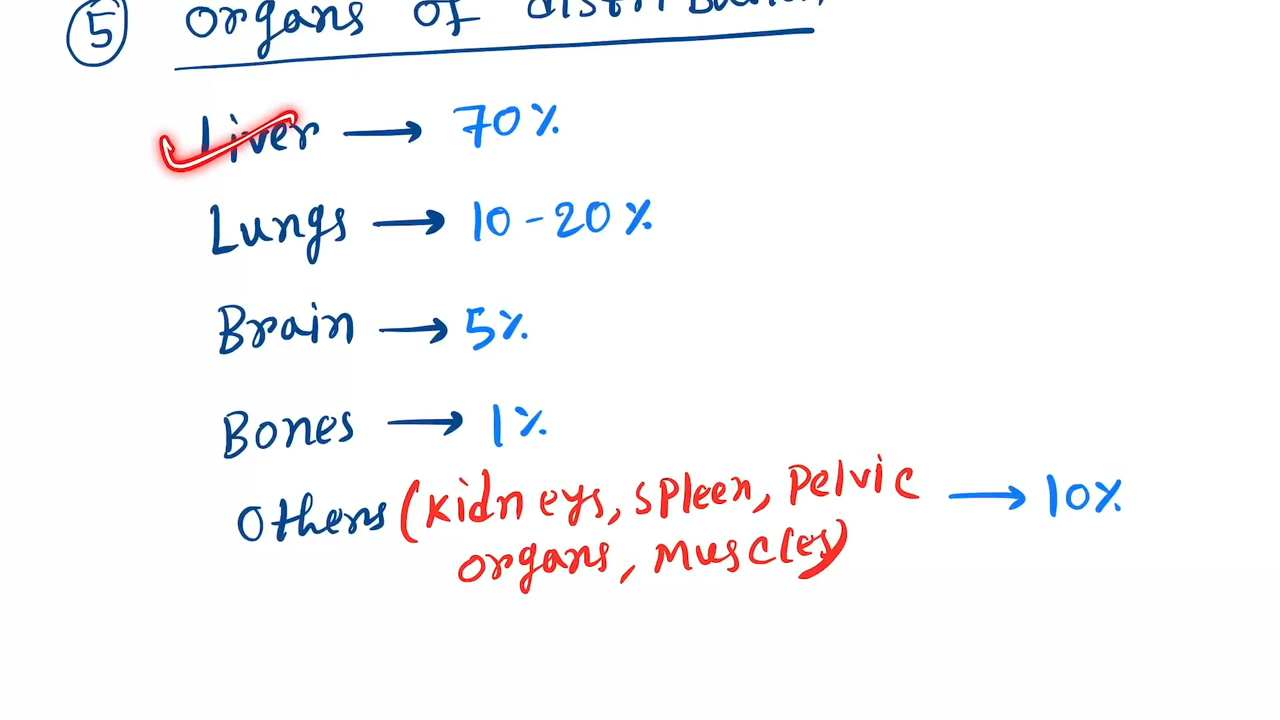 5 Organs of distribution
Liver → 70%
Lungs → 10-20%
Brain → 5%
Bones → 1%
Others (kidneys, spleen, pelvic → 10%
organs, muscles)